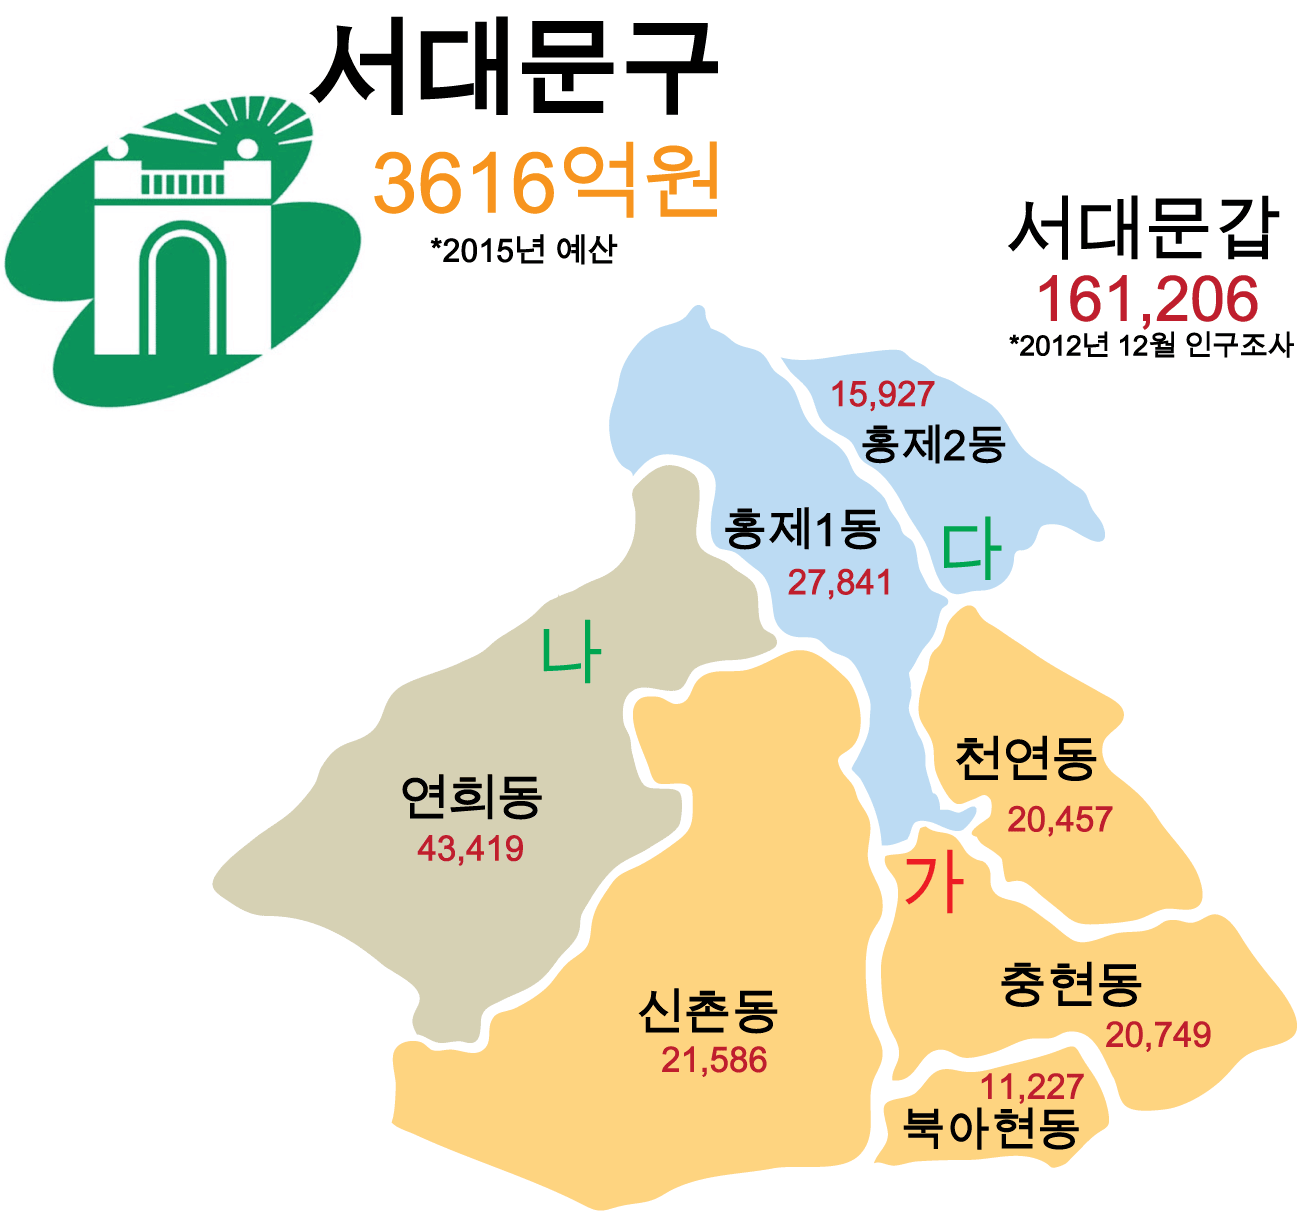 서대문구
3616억원
*2015년 예산
서대문갑
161,206
*2012년 12월 인구조사
15,927
홍제2동
다
홍제1동
27,841
나
연희동
43,419
천연동
20,457
가
충현동
20,749
신촌동
21,586
11,227
북아현동